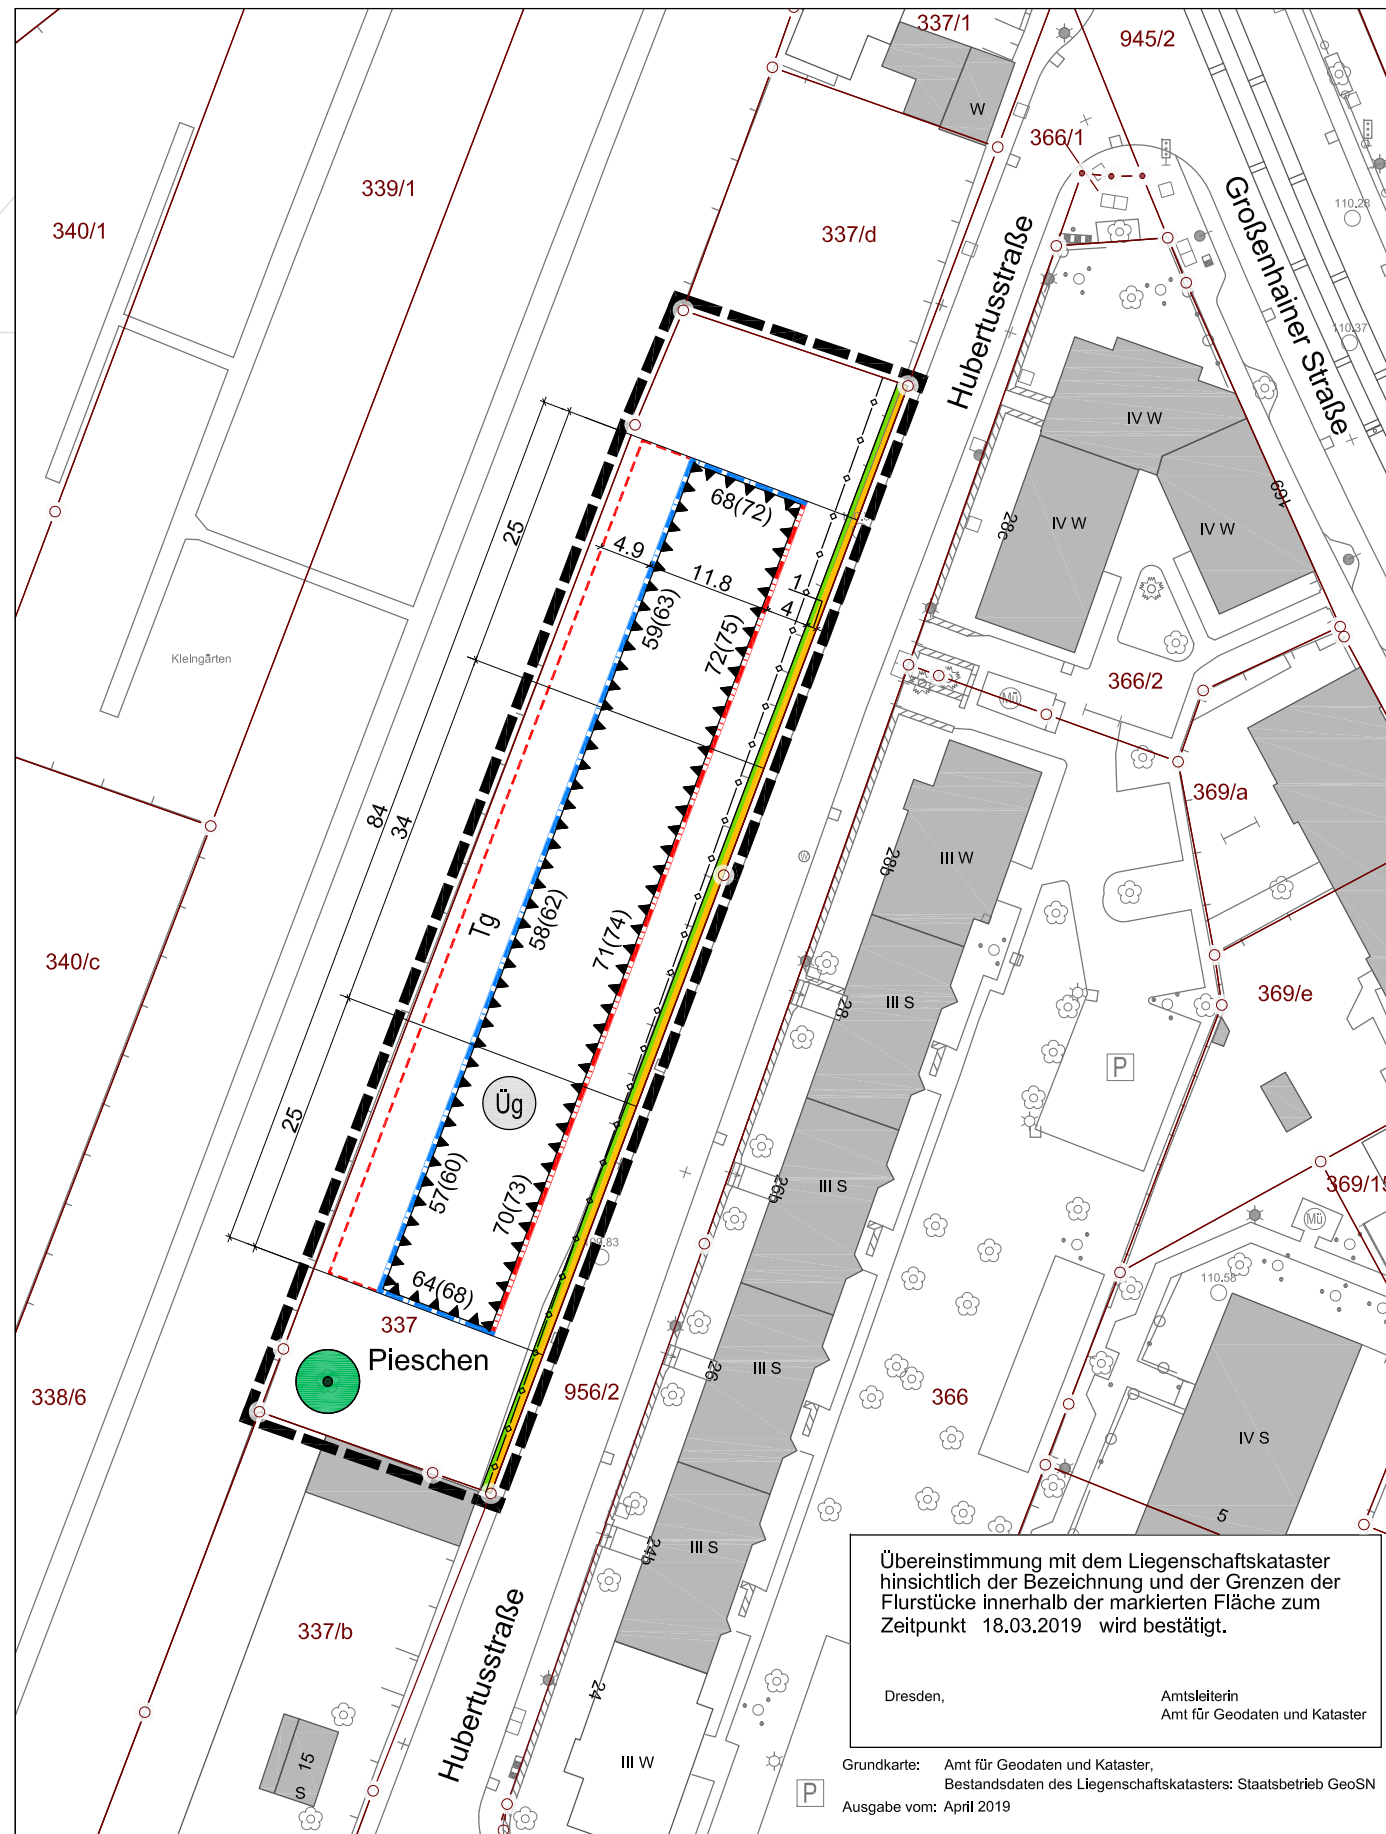 337/1
945/2
W
366/1
339/1
340/1
337/d
110.28
Hubertusstraße
Großenhainer Straße
110.37
IV W
IV W
IV W
169
28c
68(72)
25
4.9
11.8
1
4
59(63)
72(75)
Kleingärten
366/2
Mü
369/a
84
34
28b
III W
W
Tg
58(62)
71(74)
340/c
369/e
28
III S
P
Üg
25
57(60)
70(73)
26b
III S
369/15
Mü
64(68)
110.58
337
Pieschen
26
III S
338/6
956/2
366
IV S
5
24b
III S
337/b
Hubertusstraße
24
III W
15
S
Übereinstimmung mit dem Liegenschaftskataster
hinsichtlich der Bezeichnung und der Grenzen der
Flurstücke innerhalb der markierten Fläche zum
Zeitpunkt 18.03.2019 wird bestätigt.
Dresden,
Amtsleiterin
Amt für Geodaten und Kataster
P
Grundkarte: Amt für Geodaten und Kataster,
Bestandsdaten des Liegenschaftskatasters: Staatsbetrieb GeoSN
Ausgabe vom: April 2019